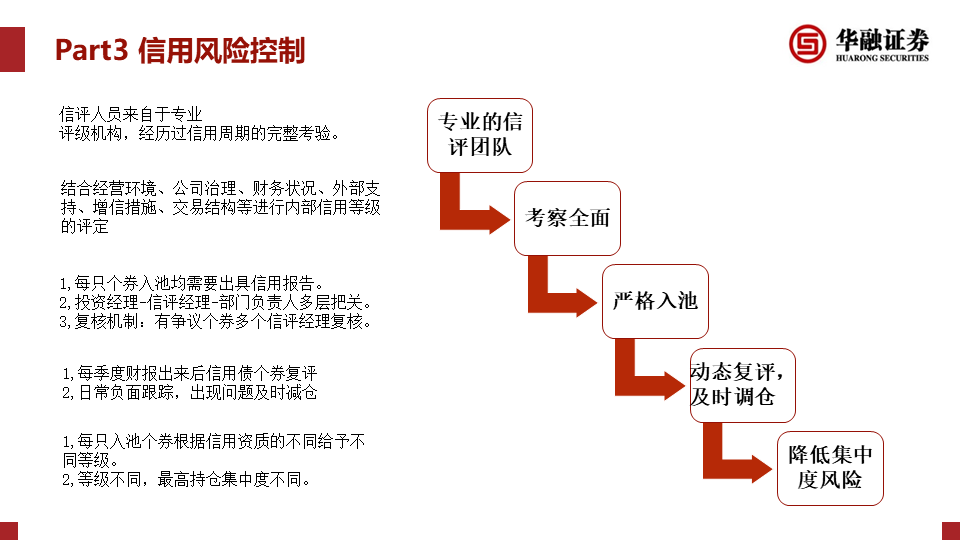 Part3 信用风险控制
华融证券
HUARONG SECURITIES
信评人员来自于专业
评级机构，经历过信用周期的完整考验。
专业的信
评团队
结合经营环境、公司治理、财务状况、外部支
持、增信措施、交易结构等进行内部信用等级
的评定
考察全面
1,每只个券入池均需要出具信用报告。
2,投资经理-信评经理-部门负责人多层把关。
3,复核机制：有争议个券多个信评经理复核。
严格入池
1,每季度财报出来后信用债个券复评
2,日常负面跟踪，出现问题及时减仓
动态复评，
及时调仓
1,每只入池个券根据信用资质的不同给予不
同等级。
2,等级不同，最高持仓集中度不同。
降低集中
度风险